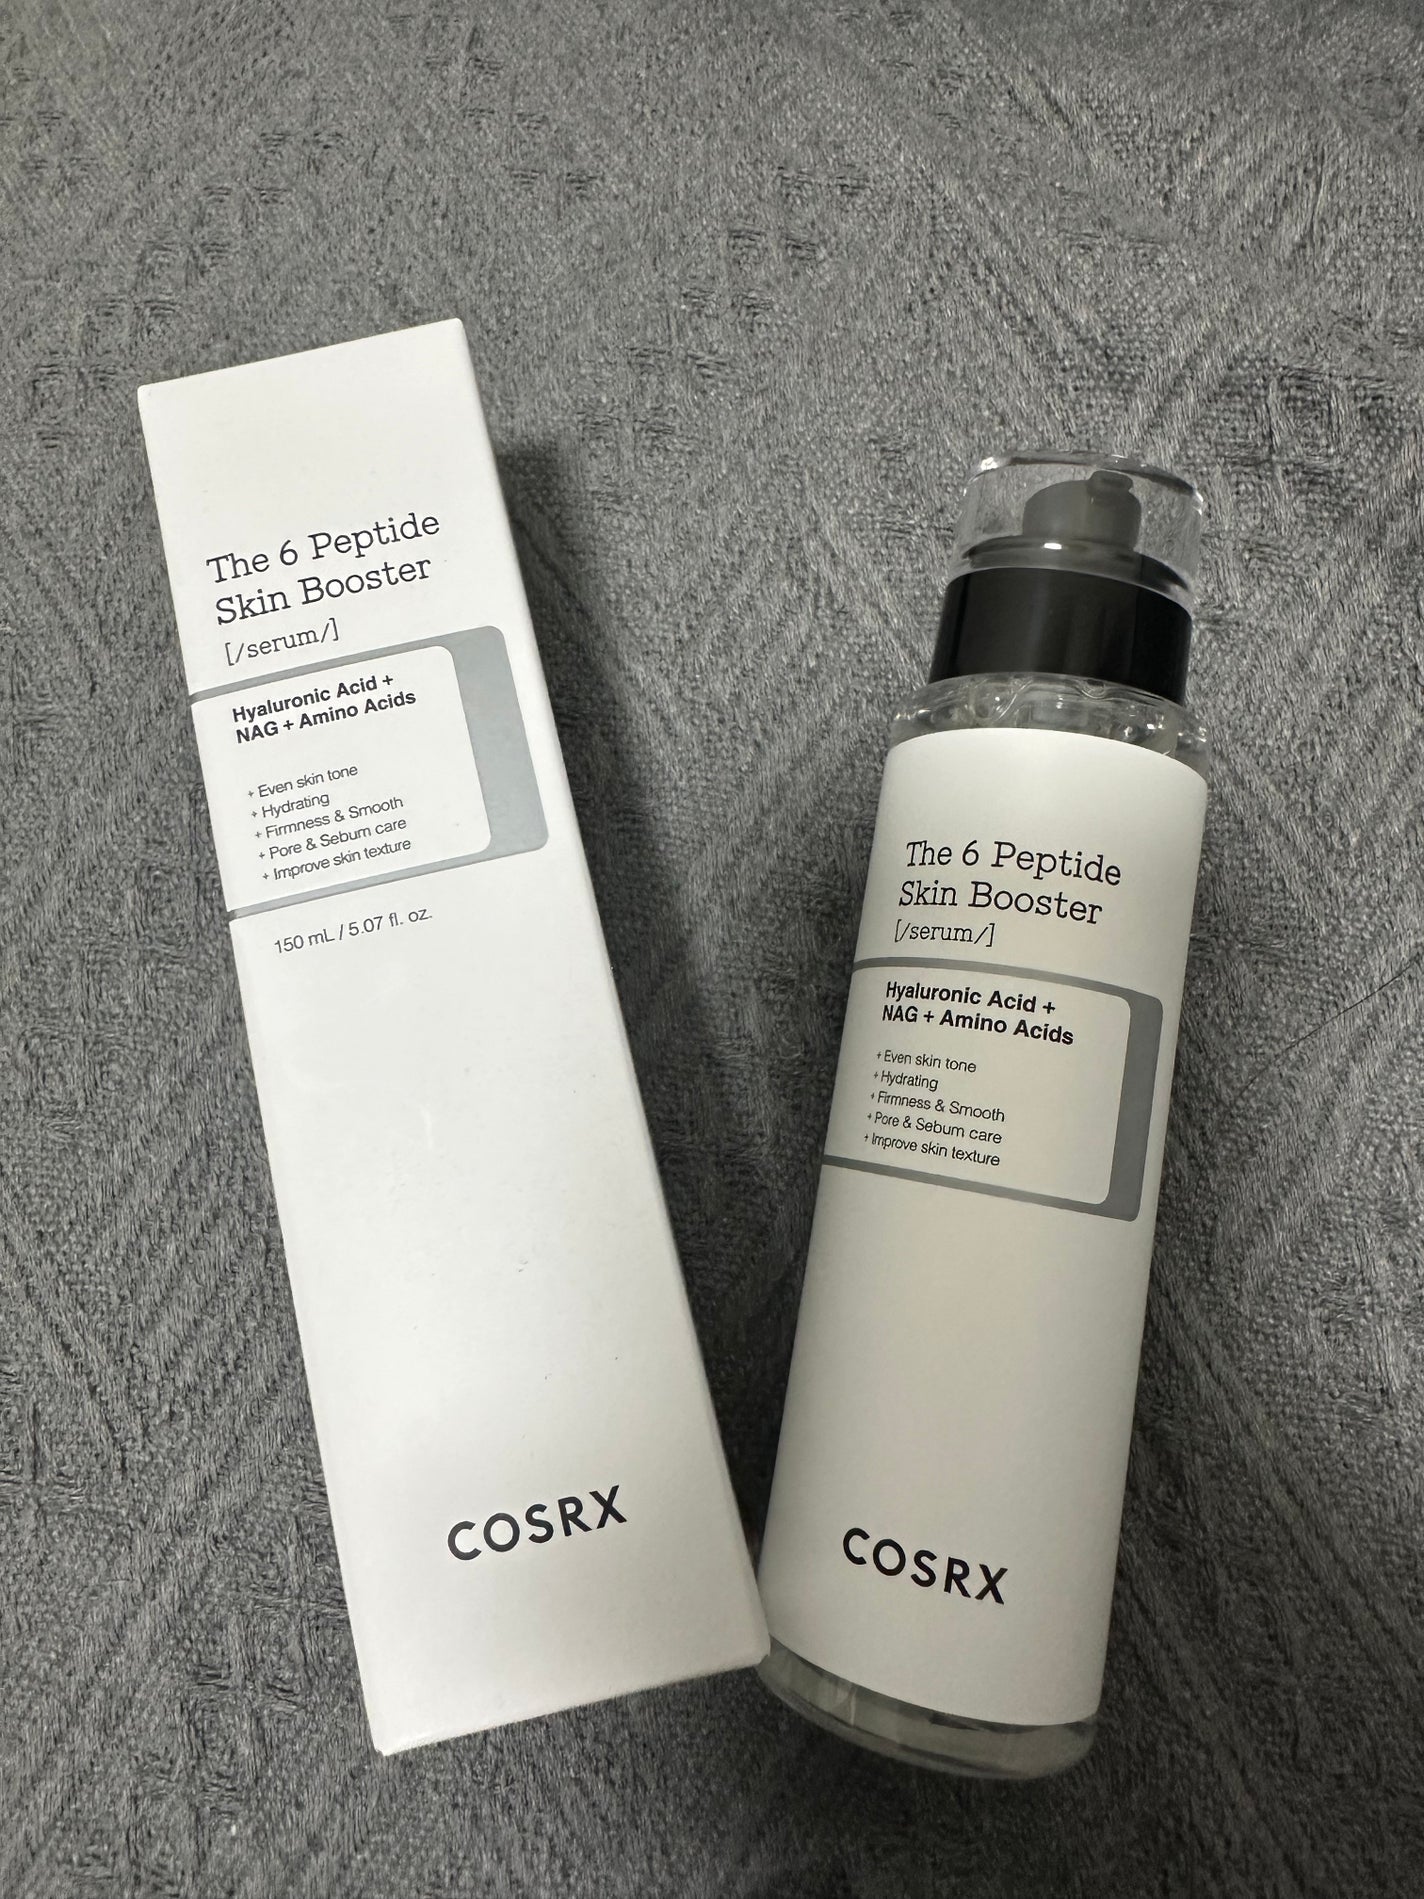 The 6 Peptide
Skin Booster
[/serum/]
Hyaluronic Acid +
NAG + Amino Acids
+ Even skin tone
+ Hydrating
+ Firmness & Smooth
+ Pore & Sebum care
+ Improve skin texture
150 mL / 5.07 fl. oz.
COSRX
The 6 Peptide
Skin Booster
[/serum/]
Hyaluronic Acid +
NAG + Amino Acids
+ Even skin tone
+ Hydrating
+ Firmness & Smooth
+ Pore & Sebum care
+ Improve skin texture
COSRX